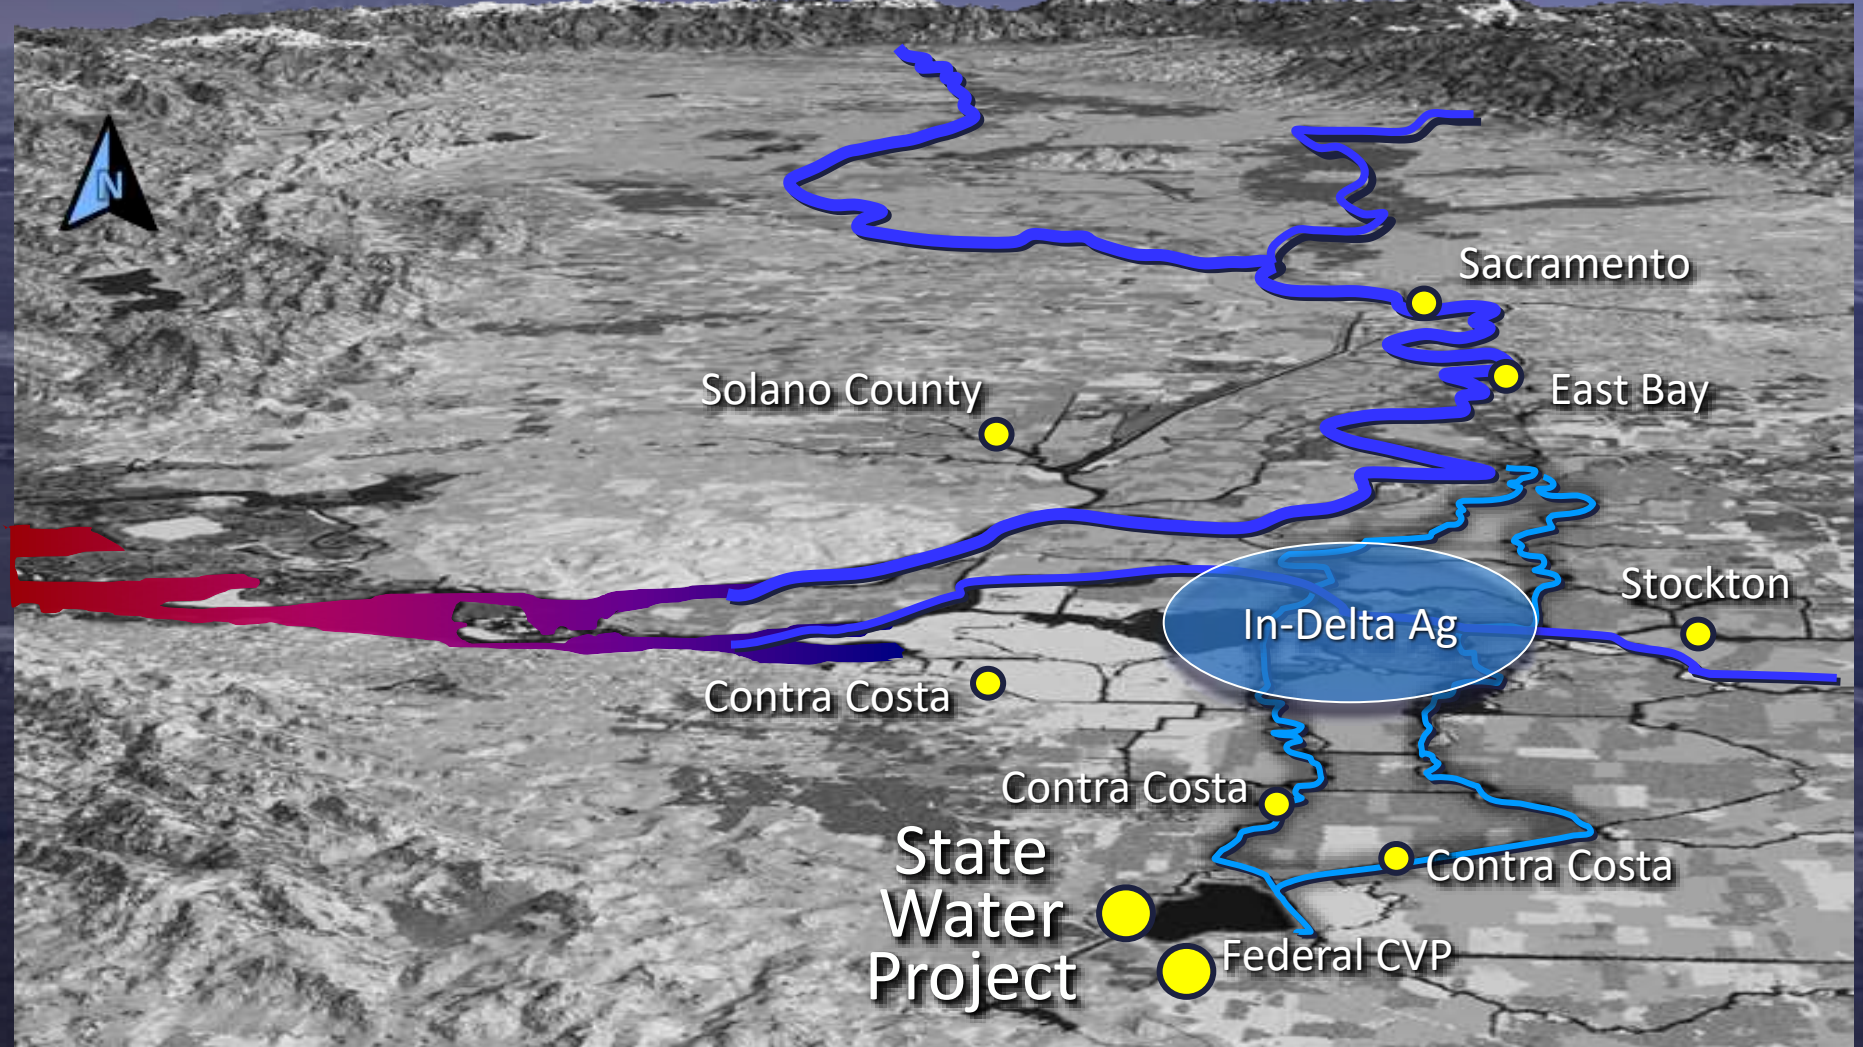 N
Sacramento
Solano County
East Bay
Stockton
In-Delta Ag
Contra Costa
Contra Costa
State
Water
Project
Contra Costa
Federal CVP